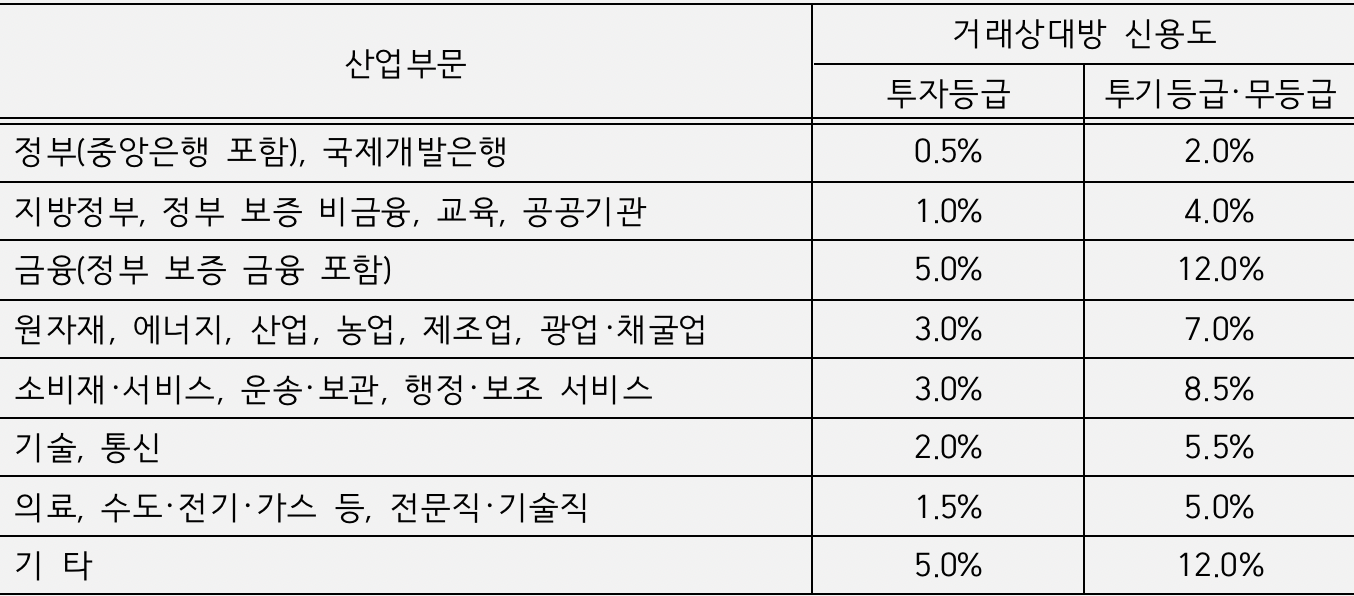 산업부문 거래상대방 신용도
투자등급 투기등급·무등급
정부(중앙은행 포함), 국제개발은행 0.5% 2.0%
지방정부, 정부 보증 비금융, 교육, 공공기관 1.0% 4.0%
금융(정부 보증 금융 포함) 5.0% 12.0%
원자재, 에너지, 산업, 농업, 제조업, 광업·채굴업 3.0% 7.0%
소비재·서비스, 운송·보관, 행정·보조 서비스 3.0% 8.5%
기술, 통신 2.0% 5.5%
의료, 수도·전기·가스 등, 전문직·기술직 1.5% 5.0%
기 타 5.0% 12.0%